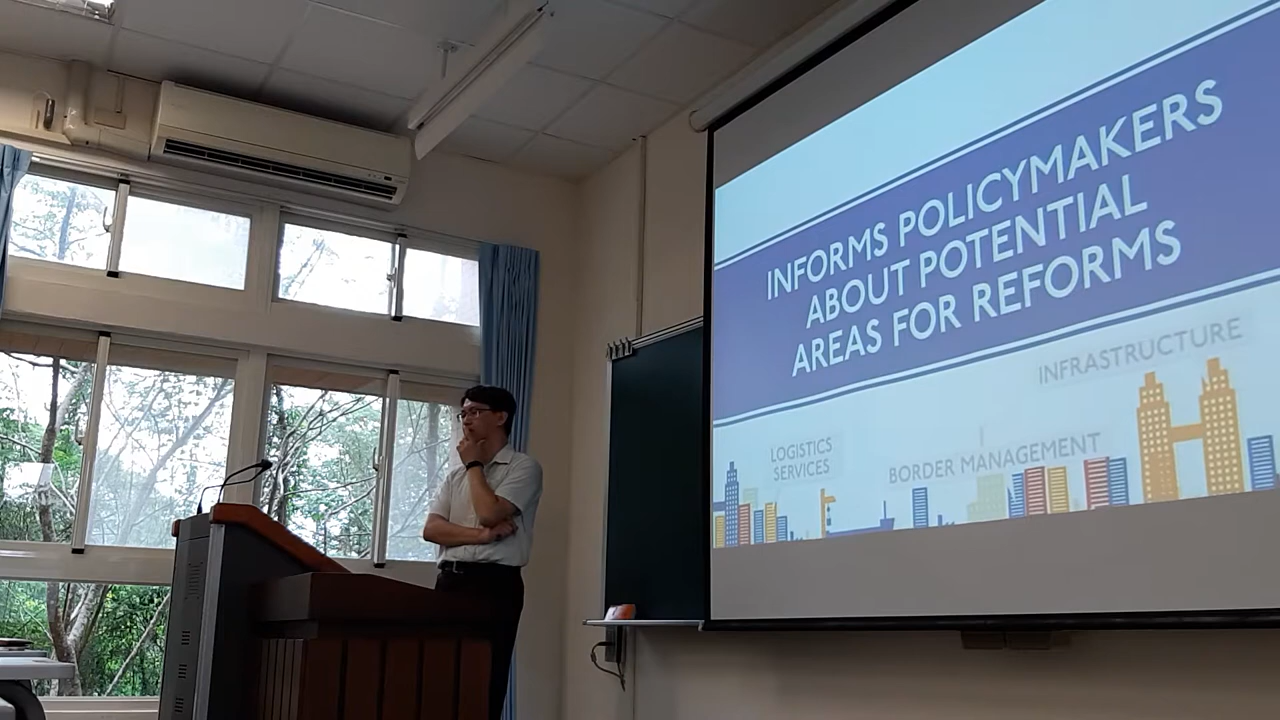 INFORMS POLICYMAKERS
ABOUT POTENTIAL
AREAS FOR REFORMS
INFRASTRUCTURE
LOGISTICS
SERVICES
BORDER MANAGEMENT